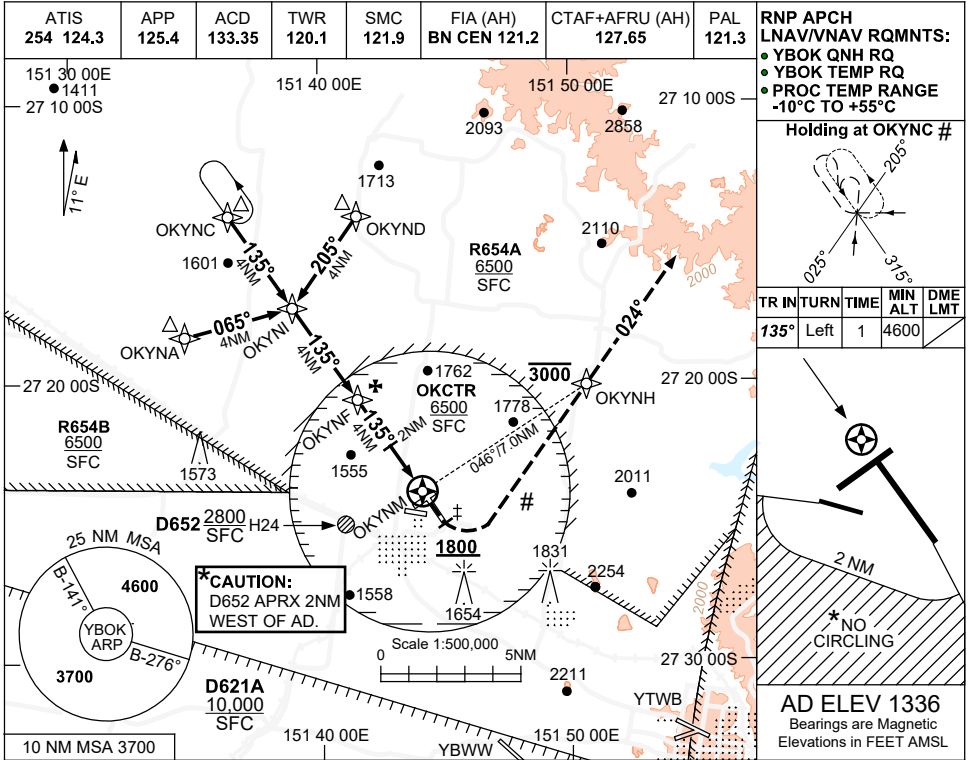 ATIS
254 124.3
APP
125.4
ACD
133.35
TWR
120.1
SMC
121.9
FIA (AH)
BN CEN 121.2
CTAF+AFRU (AH)
127.65
PAL
121.3
RNP APCH
LNAV/VNAV RQMNTS:
• YBOK QNH RQ
• YBOK TEMP RQ
• PROC TEMP RANGE
-10°C TO +55°C
151 30 00E
1411
27 10 00S
151 40 00E
151 50 00E
27 10 00S
2093
2858
11° E
1713
OKYNC
OKYND
135°
4NM
205°
4NM
1601
2110
R654A
6500
SFC
2000
024°
OKYNA
065°
4NM
OKYNI
135°
4NM
27 20 00S
1762
OKCTR
6500
SFC
3000
OKYNH
27 20 00S
OKYNF
135°
4NM
2NM
1778
046°/7.0NM
R654B
6500
SFC
1573
1555
2011
OKYNM
‡
#
D652 2800 H24
SFC
1800
1831
2254
2000
1558
1654
*CAUTION:
D652 APRX 2NM
WEST OF AD.
25 NM MSA
B-141°
4600
YBOK
ARP
B-276°
3700
Scale 1:500,000
0
5NM
27 30 00S
2211
YTWB
D621A
10,000
SFC
10 NM MSA 3700
151 40 00E
YBWW
151 50 00E
Holding at OKYNC #
205°
025°
315°
TR IN
TURN
TIME
MIN
ALT
DME
LMT
135°
Left
1
4600
2 NM
*NO
CIRCLING
AD ELEV 1336
Bearings are Magnetic
Elevations in FEET AMSL